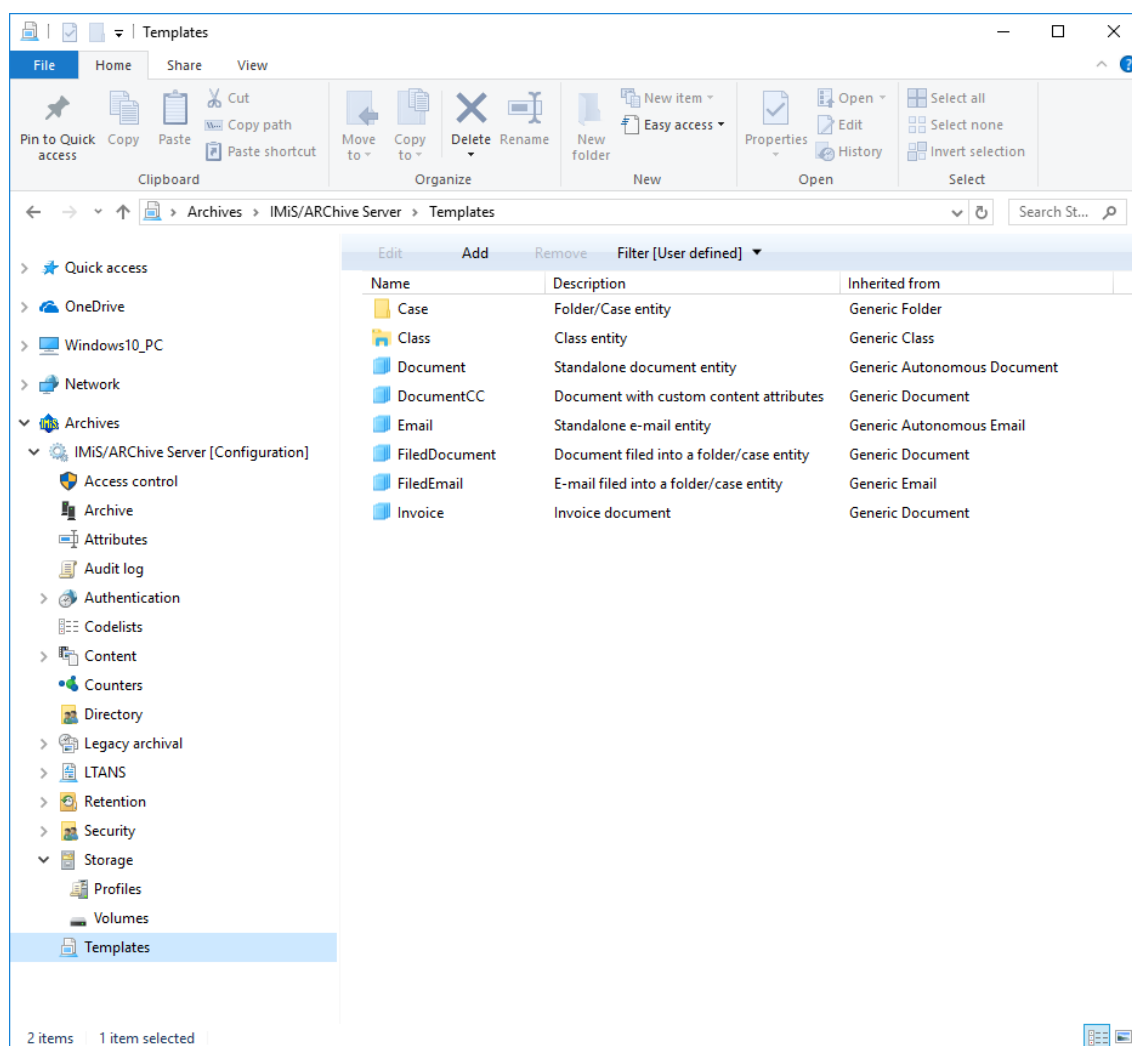 Templates
File Home Share View
Pin to Quick access
Copy
Paste
Cut
Copy path
Paste shortcut
Clipboard
Move to
Copy to
Delete
Rename
Organize
New folder
New item
Easy access
New
Properties
Open
Edit
History
Open
Select all
Select none
Invert selection
Select
Archives > IMiS/ARChive Server > Templates
Search St...
Quick access
OneDrive
Windows10_PC
Network
Archives
IMiS
IMiS/ARChive Server [Configuration]
Access control
Archive
Attributes
Audit log
Authentication
Codelists
Content
Counters
Directory
Legacy archival
LTANS
Retention
Security
Storage
Profiles
Volumes
Templates
Edit Add Remove Filter [User defined]
Name Description Inherited from
Case Folder/Case entity Generic Folder
Class Class entity Generic Class
Document Standalone document entity Generic Autonomous Document
DocumentCC Document with custom content attributes Generic Document
Email Standalone e-mail entity Generic Autonomous Email
FiledDocument Document filed into a folder/case entity Generic Document
FiledEmail E-mail filed into a folder/case entity Generic Email
Invoice Invoice document Generic Document
2 items 1 item selected